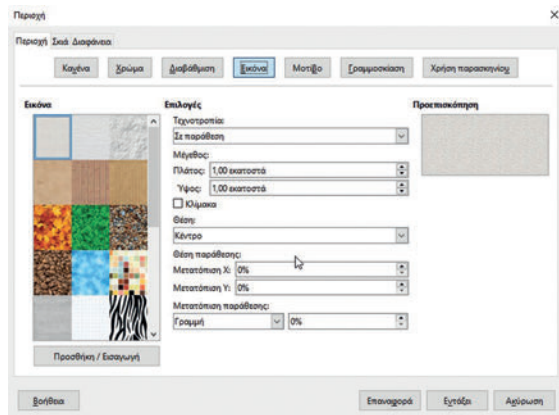 Περιοχή
Περιοχή Σκιά Διαφάνεια
Κανένα Χρώμα Διαβάθμιση Εικόνα Μοτίβο Γραμμοσκίαση Χρήση παρασκηνίου
Εικόνα Επιλογές Προεπισκόπηση
Τεχνοτροπία:
Σε παράθεση
Μέγεθος:
Πλάτος: 1,00 εκατοστά
Ύψος: 1,00 εκατοστά
Κλίμακα
Θέση:
Κέντρο
Θέση παράθεσης:
Μετατόπιση Χ: 0%
Μετατόπιση Υ: 0%
Μετατόπιση παράθεσης:
Γραμμή 0%
Προσθήκη / Εισαγωγή
Βοήθεια Επαναφορά Εντάξει Ακύρωση